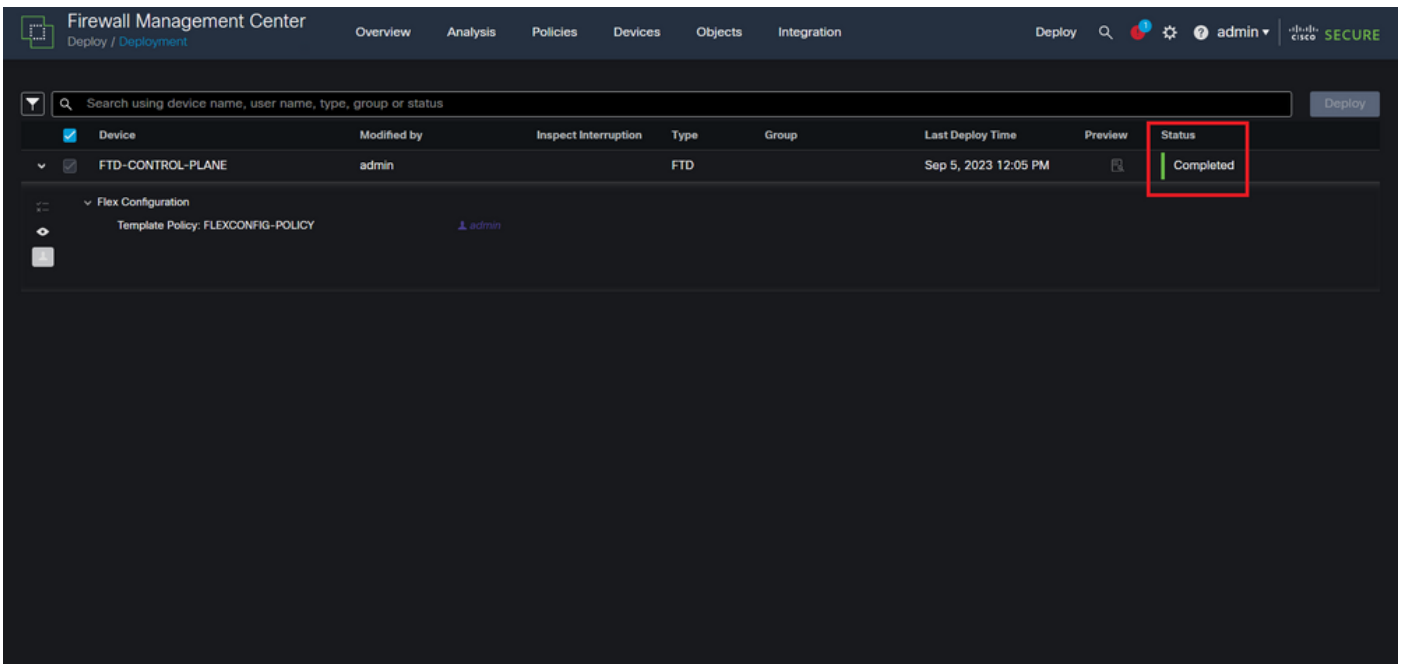 Firewall Management Center
Deploy / Deployment
Overview Analysis Policies Devices Objects Integration Deploy 1 ? admin cisco SECURE
Search using device name, user name, type, group or status Deploy
Device Modified by Inspect Interruption Type Group Last Deploy Time Preview Status
FTD-CONTROL-PLANE admin FTD Sep 5, 2023 12:05 PM Completed
Flex Configuration
Template Policy: FLEXCONFIG-POLICY admin